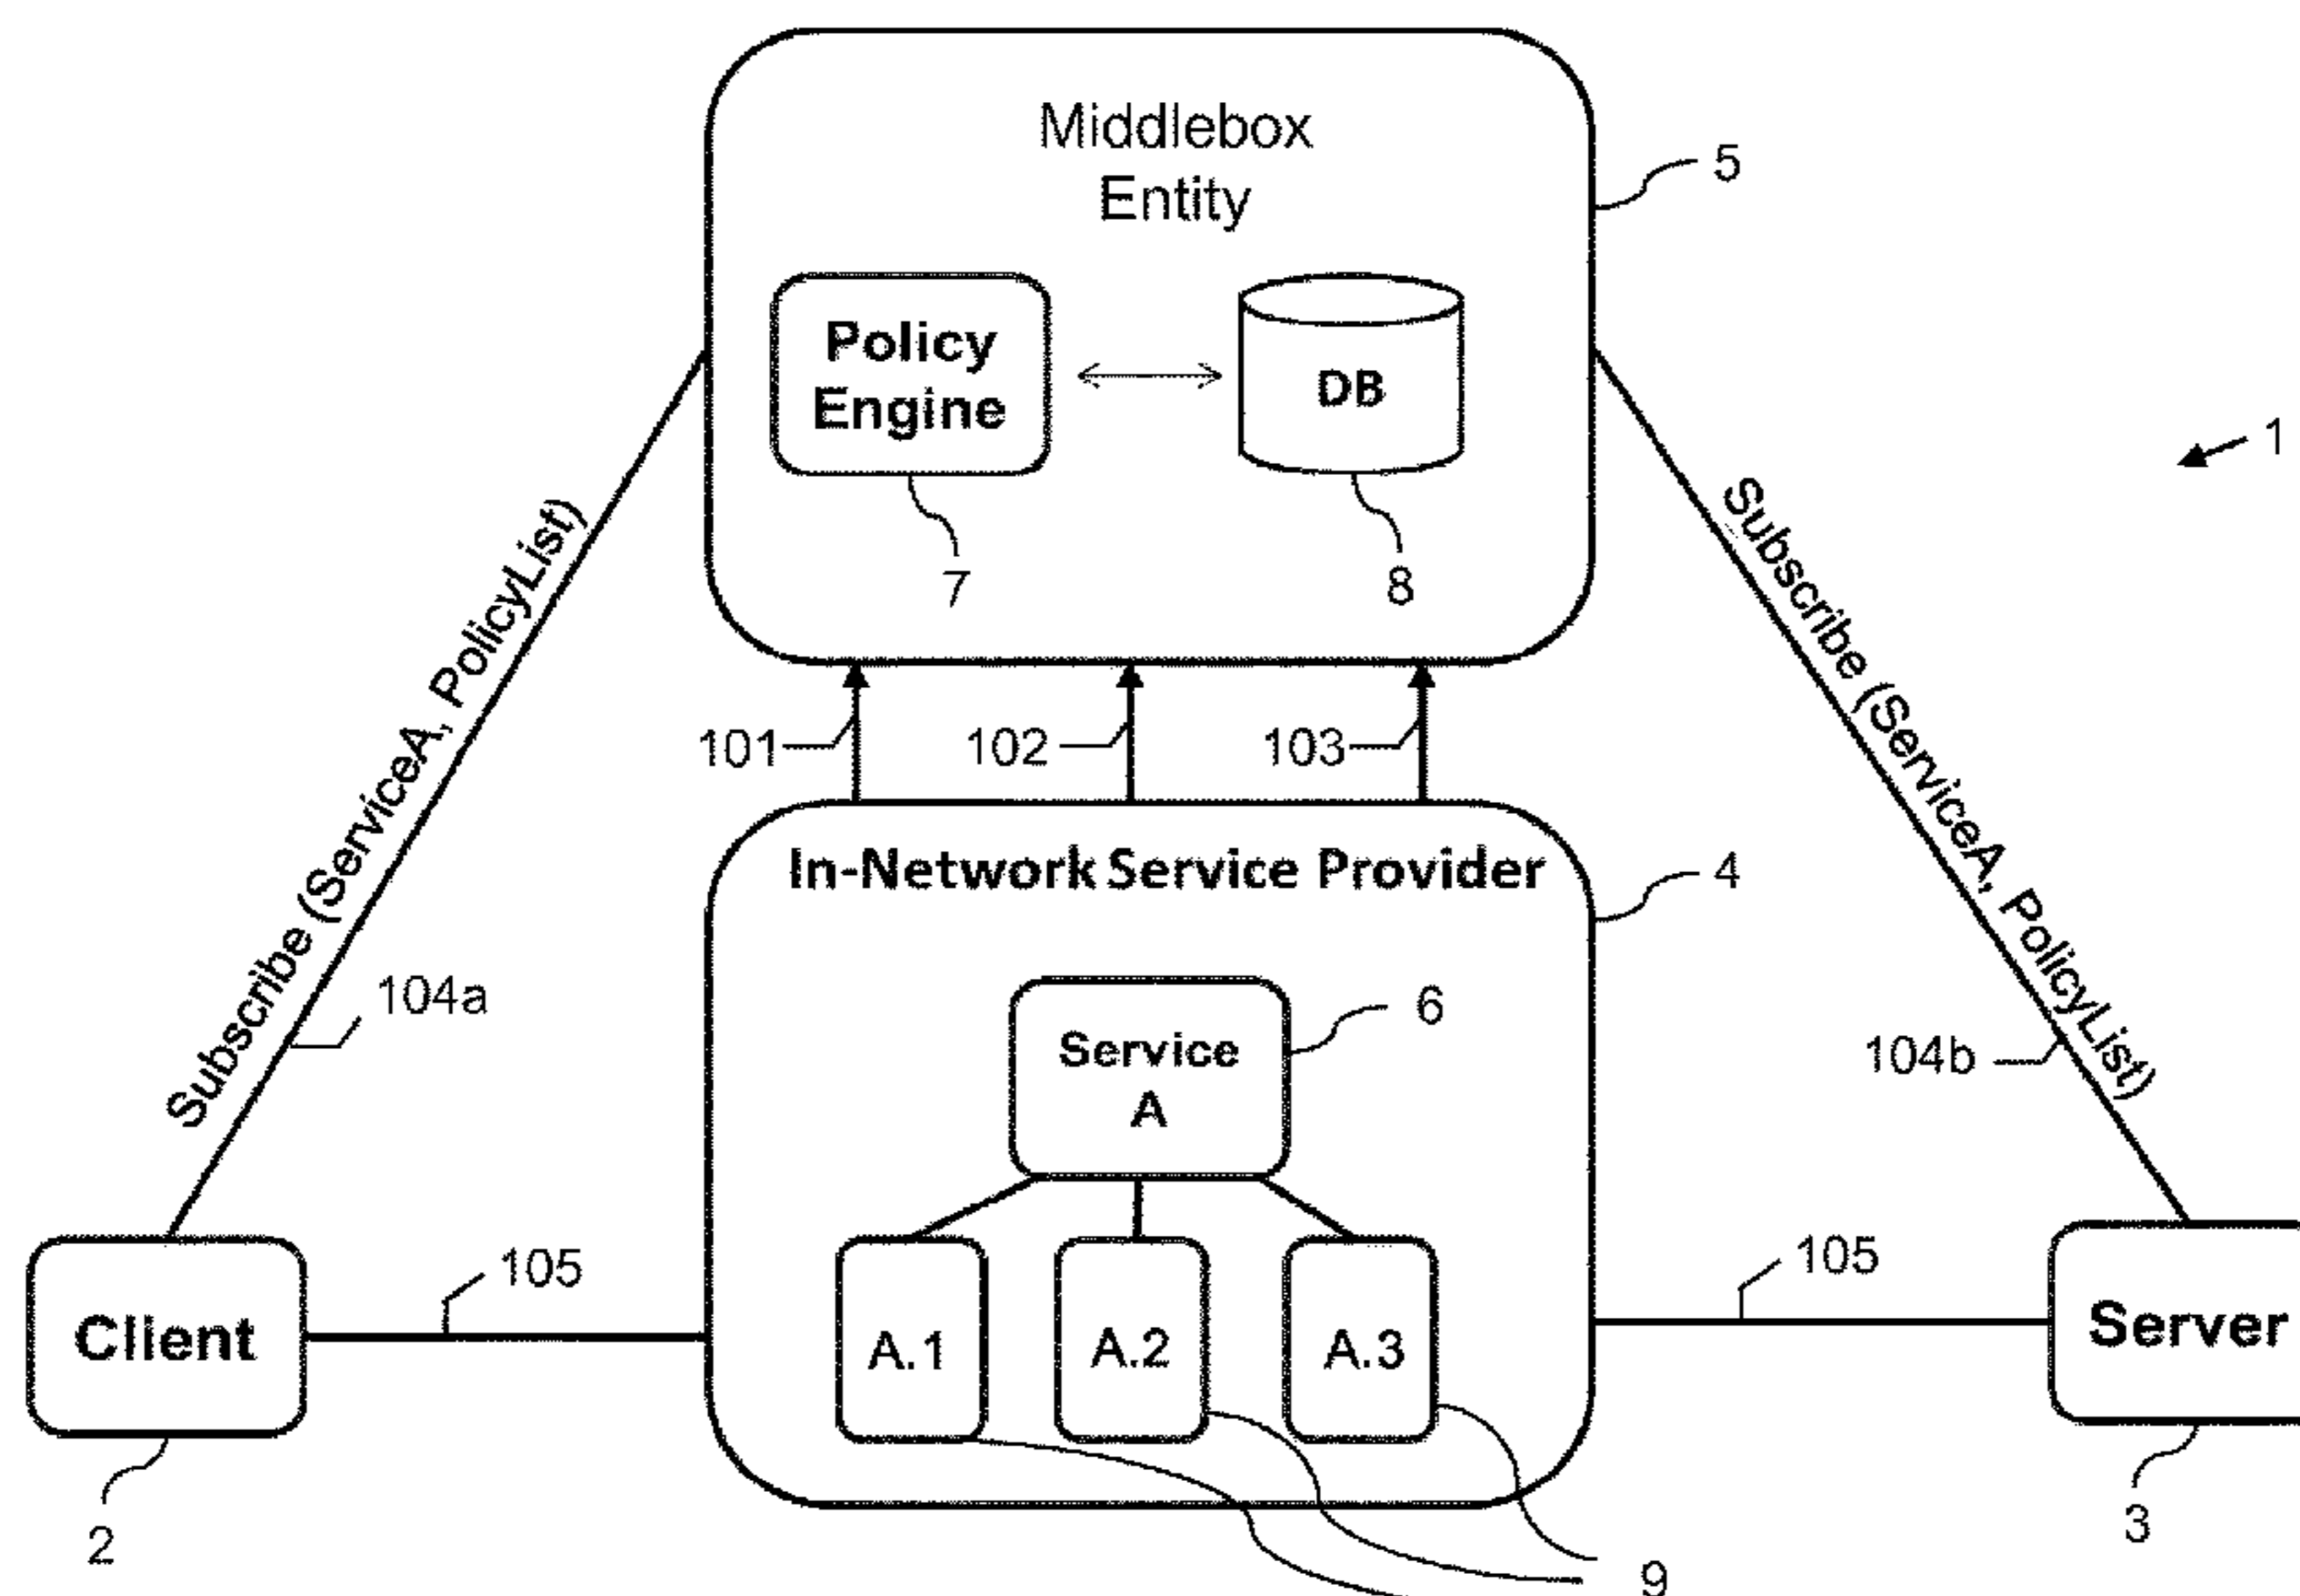 Middlebox
Entity
5
Policy
Engine
DB
1
7
8
Subscribe (ServiceA, PolicyList)
Subscribe (ServiceA, PolicyList)
101
102
103
In-Network Service Provider
4
104a
6
Service
A
104b
105
105
Client
A.1
A.2
A.3
Server
2
3
9